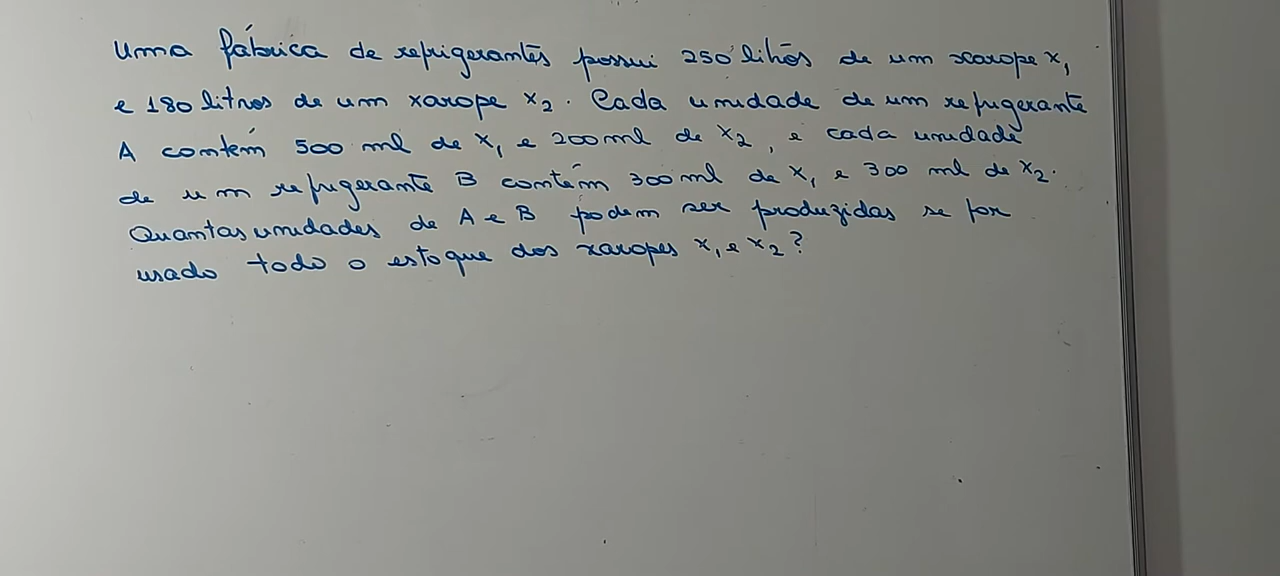 Uma fábrica de refrigerantes possui 250 litros de um xarope x₁
e 180 litros de um xarope x₂. Cada unidade de um refrigerante
A contém 500 ml de x₁ e 200 ml de x₂, e cada unidade
de um refrigerante B contém 300 ml de x₁ e 300 ml de x₂.
Quantas unidades de A e B podem ser produzidas se for
usado todo o estoque dos xaropes x₁ e x₂?